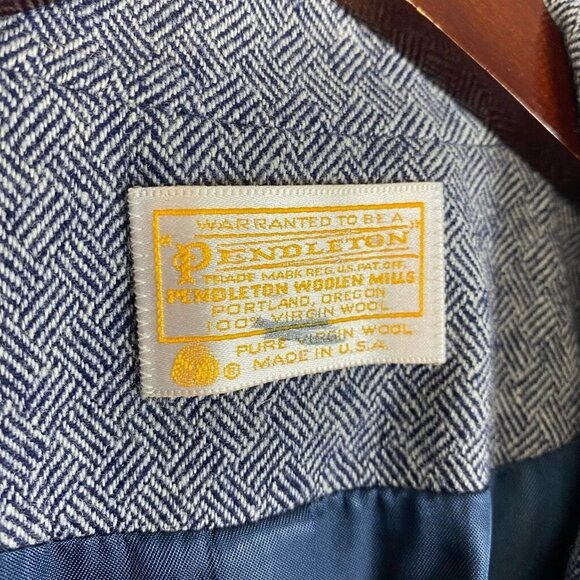 WARRANTED TO BE A
"PENDLETON"
TRADE MARK REG. U.S. PAT. OFF.
PENDLETON WOOLEN MILLS
PORTLAND, OREGON
100% VIRGIN WOOL
PURE VIRGIN WOOL
® MADE IN U.S.A.